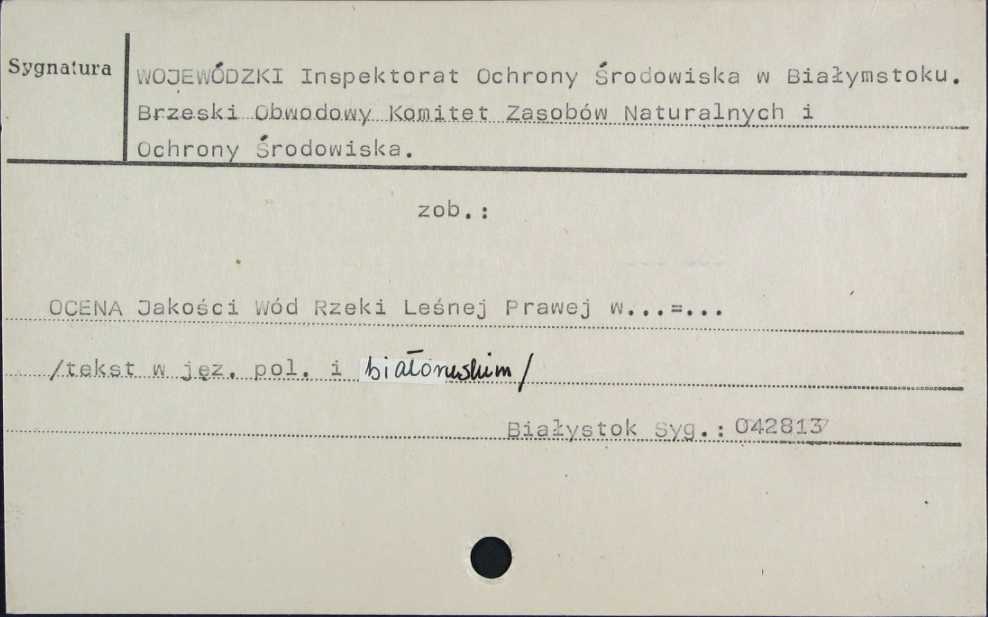 Sygnatura
WOJEWÓDZKI Inspektorat Ochrony Środowiska w Białymstoku.
Brzeski Obwodowy Komitet Zasobów Naturalnych i
Ochrony Środowiska.
zob.:
OCENA Jakości Wód Rzeki Leśnej Prawej w...=...
/tekst w jęz. pol. i białoruskim/
Białystok Syg.: 042813